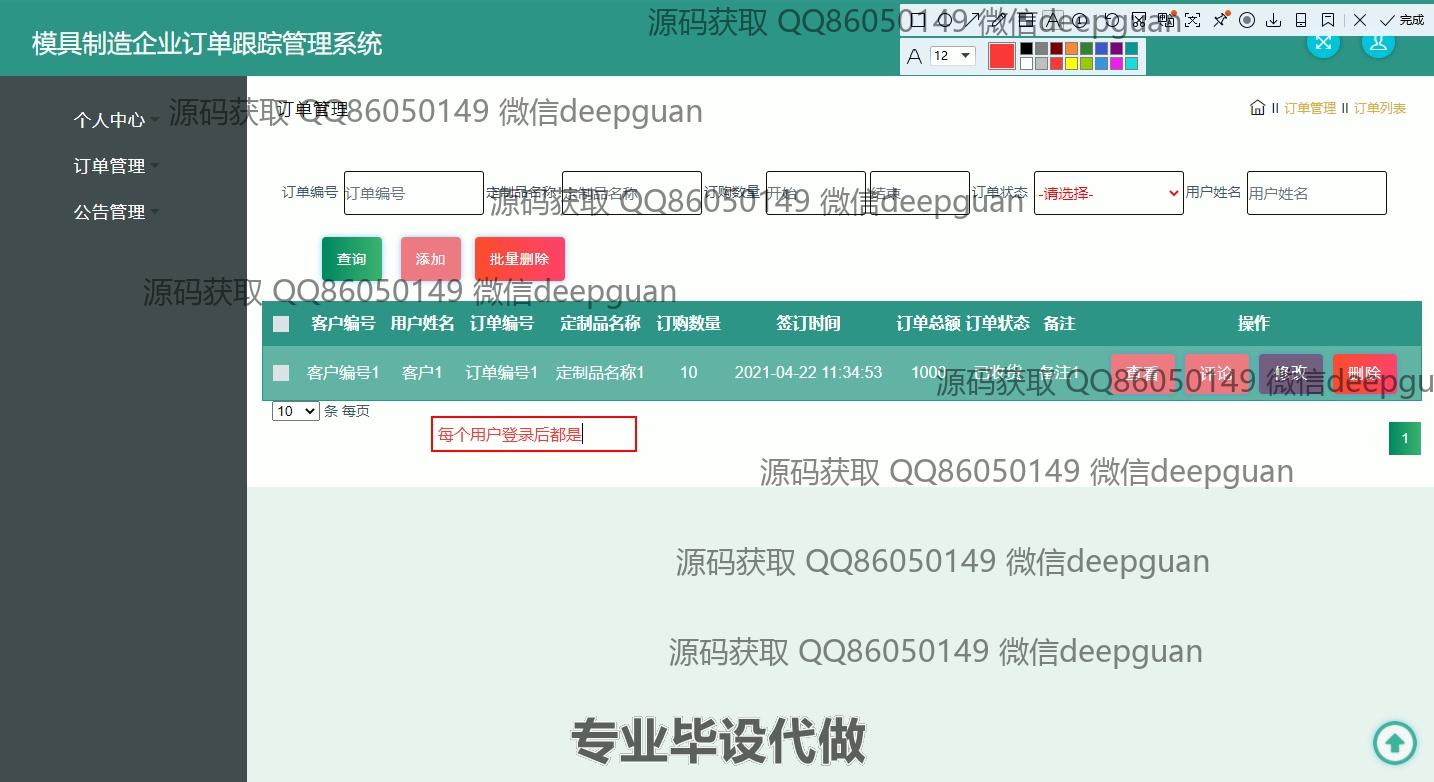 模具制造企业订单跟踪管理系统
源码获取 QQ86050149 微信deepguan
完成
A 12
个人中心
订单管理
公告管理
源码获取 QQ86050149 微信deepguan
订单管理
订单管理 订单列表
订单编号 订单编号 定制品名称 定制品名称 订购数量 开始 结束 订单状态 -请选择- 用户姓名 用户姓名
源码获取 QQ86050149 微信deepguan
查询 添加 批量删除
源码获取 QQ86050149 微信deepguan
客户编号 用户姓名 订单编号 定制品名称 订购数量 签订时间 订单总额 订单状态 备注 操作
客户编号1 客户1 订单编号1 定制品名称1 10 2021-04-22 11:34:53 1000 已收货 备注1 查看 评论 修改 删除
源码获取 QQ86050149 微信deepgu
10 条 每页
每个用户登录后都是
1
源码获取 QQ86050149 微信deepguan
源码获取 QQ86050149 微信deepguan
源码获取 QQ86050149 微信deepguan
专业毕设代做